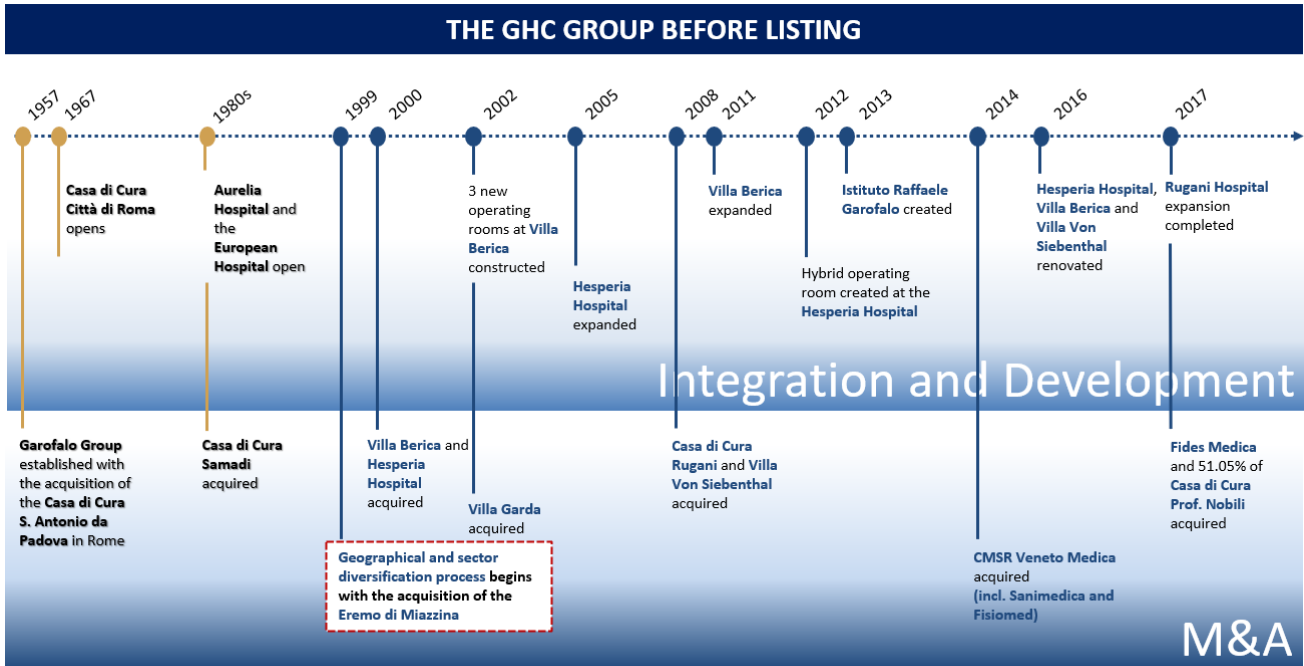 THE GHC GROUP BEFORE LISTING
1957
1967
1980s
1999
2000
2002
2005
2008
2011
2012
2013
2014
2016
2017
Casa di Cura
Città di Roma
opens
Aurelia
Hospital and
the
European
Hospital open
3 new
operating
rooms at Villa
Berica
constructed
Hesperia
Hospital
expanded
Villa Berica
expanded
Hybrid operating
room created at the
Hesperia Hospital
Istituto Raffaele
Garofalo created
Hesperia Hospital,
Villa Berica and
Villa Von
Siebenthal
renovated
Rugani Hospital
expansion
completed
Integration and Development
Garofalo Group
established with
the acquisition of
the Casa di Cura
S. Antonio da
Padova in Rome
Casa di Cura
Samadi
acquired
Geographical and sector
diversification process begins
with the acquisition of the
Eremo di Miazzina
Villa Berica and
Hesperia
Hospital
acquired
Villa Garda
acquired
Casa di Cura
Rugani and Villa
Von Siebenthal
acquired
CMSR Veneto Medica
acquired
(incl. Sanimedica and
Fisiomed)
Fides Medica
and 51.05% of
Casa di Cura
Prof. Nobili
acquired
M&A